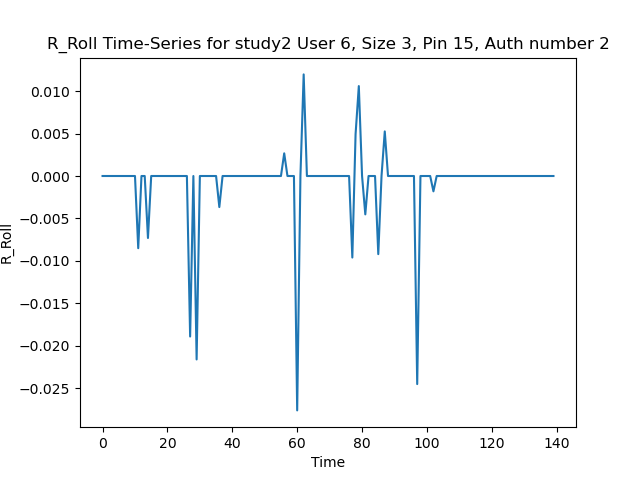 R_Roll Time-Series for study2 User 6, Size 3, Pin 15, Auth number 2
0.010
0.005
0.000
−0.005
−0.010
−0.015
−0.020
−0.025
R_Roll
0 20 40 60 80 100 120 140
Time